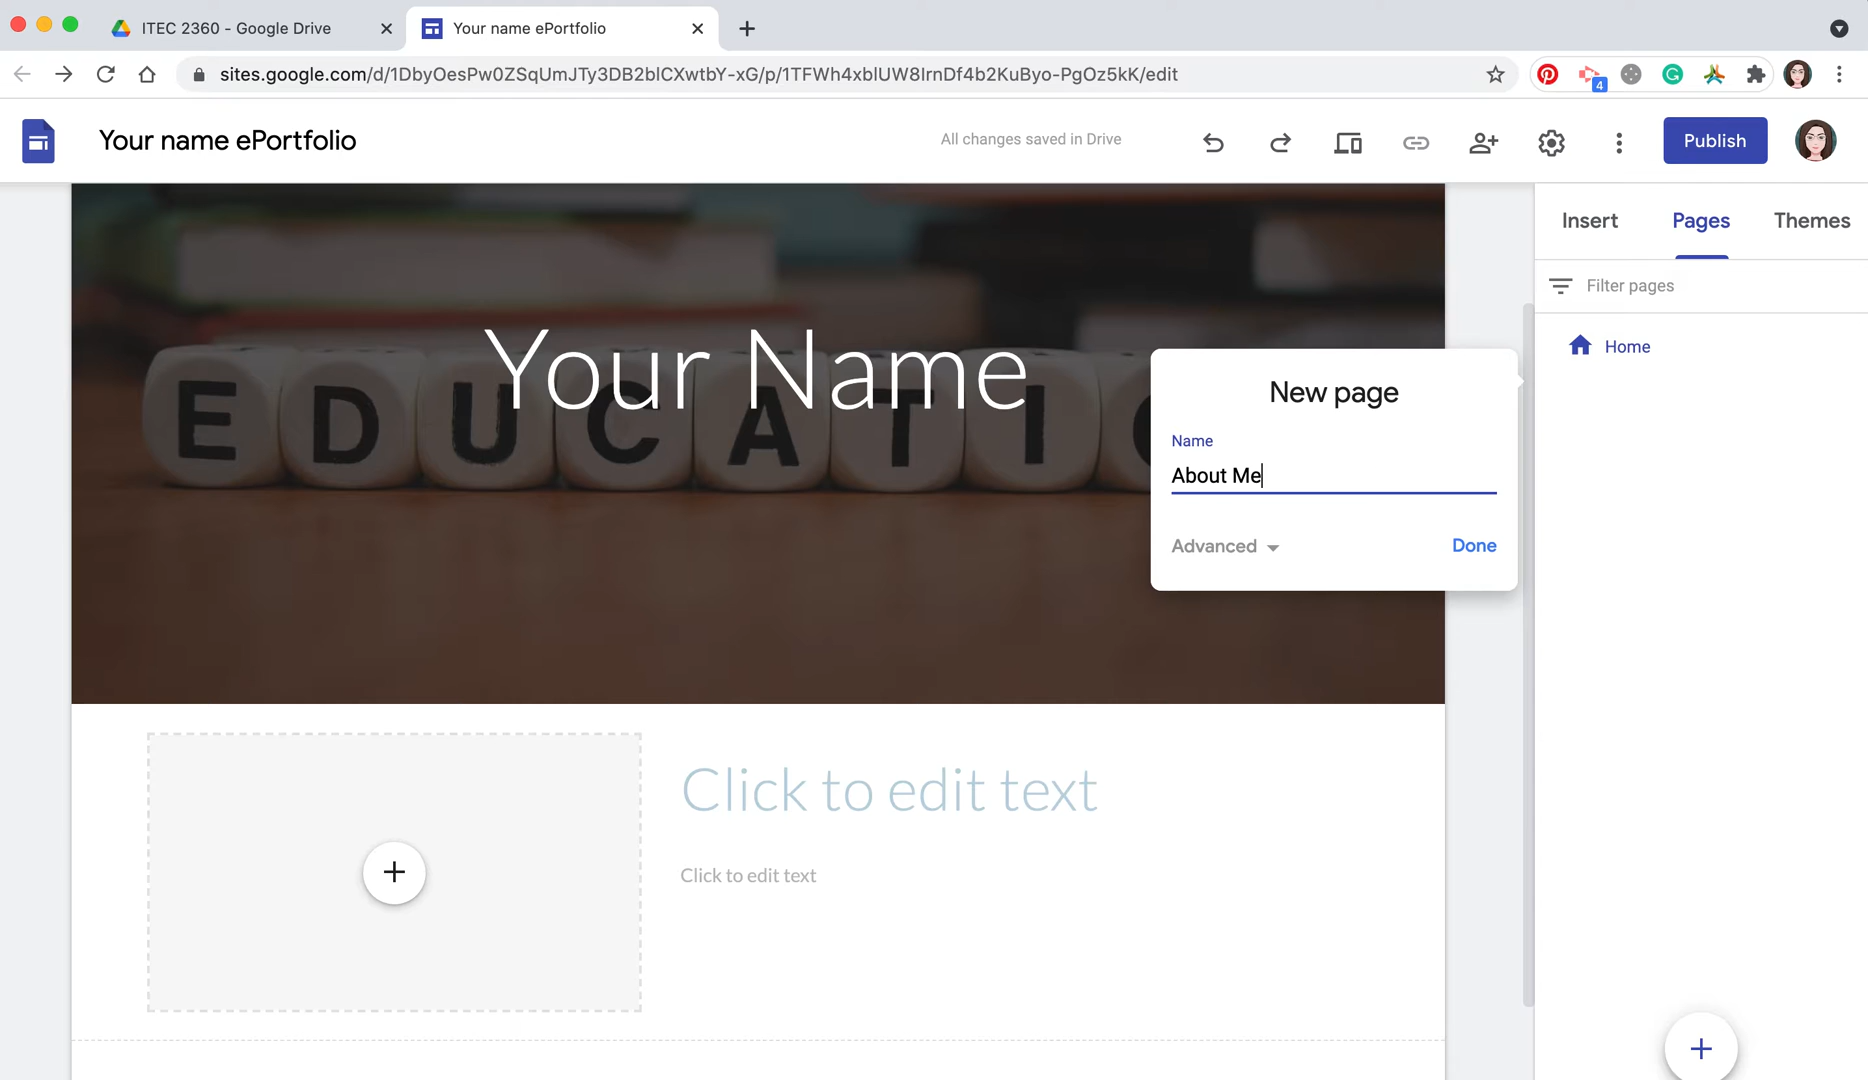 ITEC 2360 - Google Drive
Your name ePortfolio
sites.google.com/d/1DbyOesPw0ZSqUmJTy3DB2blCXwtbY-xG/p/1TFWh4xblUW8IrnDf4b2KuByo-PgOz5kK/edit
4
Your name ePortfolio
All changes saved in Drive
Publish
Insert
Pages
Themes
Filter pages
Home
Your Name
EDUCATI
New page
Name
About Me
Advanced
Done
Click to edit text
Click to edit text